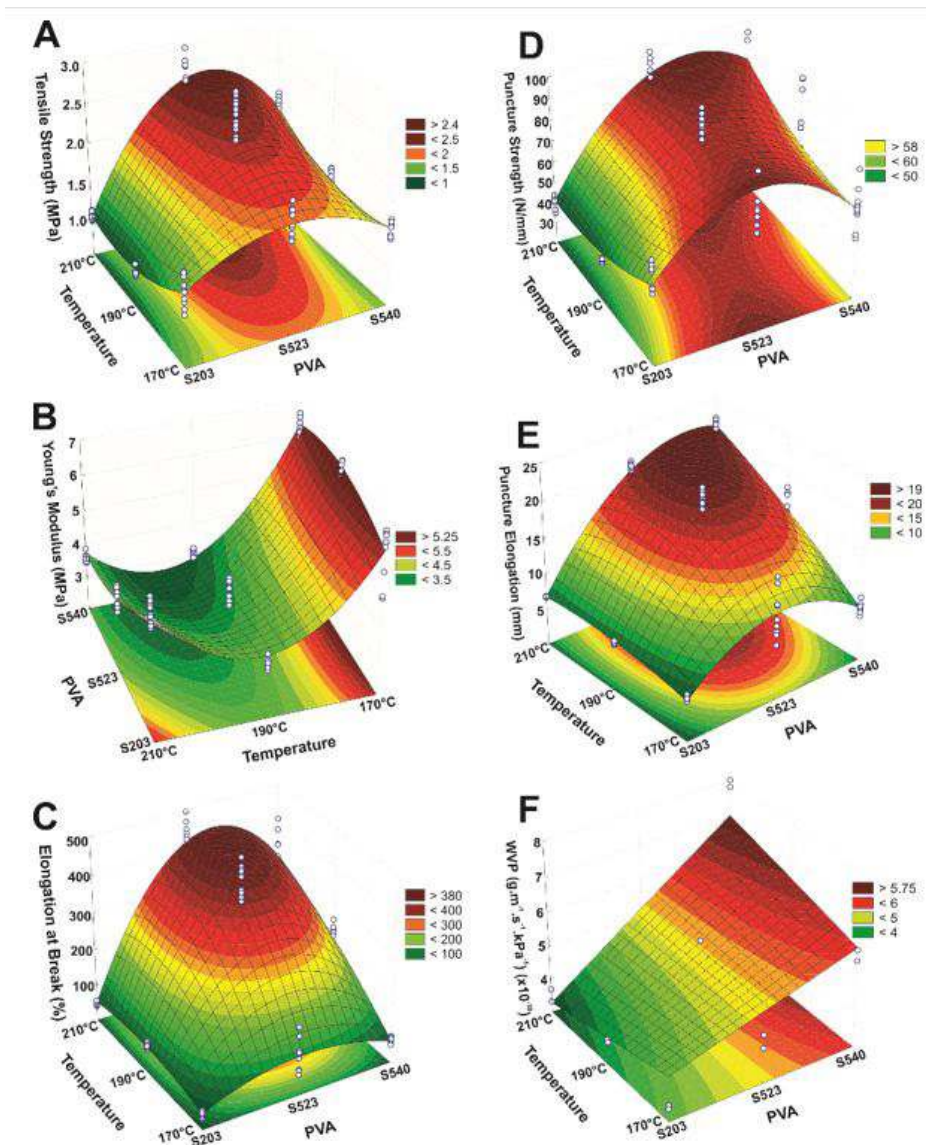 A
Tensile Strength (MPa)
3.0
2.5
2.0
1.5
1.0
210°C
190°C
170°C
Temperature
S203
S523
S540
PVA
> 2.4
< 2.5
< 2
< 1.5
< 1
D
Puncture Strength (N/mm)
100
90
80
70
60
50
40
30
210°C
190°C
170°C
Temperature
S203
S523
S540
PVA
> 58
< 60
< 50
B
Young's Modulus (MPa)
7
6
5
4
3
S540
S523
S203
PVA
210°C
190°C
170°C
Temperature
> 5.25
< 5.5
< 4.5
< 3.5
E
Puncture Elongation (mm)
25
20
15
10
5
210°C
190°C
170°C
Temperature
S203
S523
S540
PVA
> 19
< 20
< 15
< 10
C
Elongation at Break (%)
500
400
300
200
100
210°C
190°C
170°C
Temperature
S203
S523
S540
PVA
> 380
< 400
< 300
< 200
< 100
F
WVP (g.m⁻¹.s⁻¹.kPa⁻¹) (x10⁻¹⁰)
8
7
6
5
4
210°C
190°C
170°C
Temperature
S203
S523
S540
PVA
> 5.75
< 6
< 5
< 4